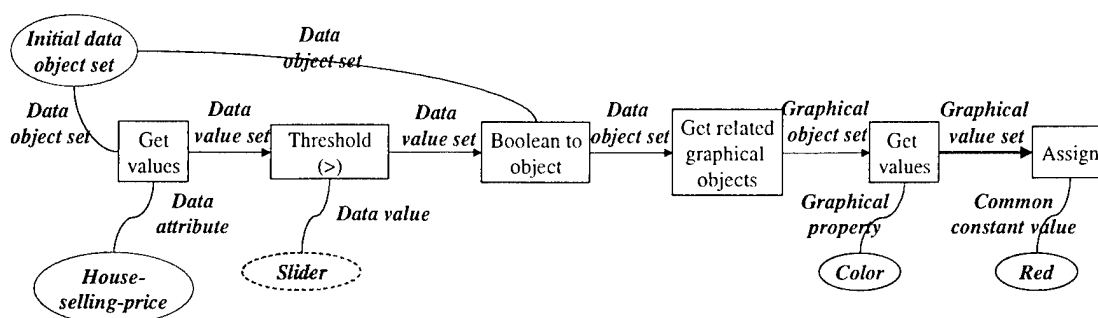 Initial data
object set
Data
object set
Data
object set
Data
value set
Data
value set
Data
object set
Graphical
object set
Graphical
value set
Get
values
Threshold
(>)
Boolean to
object
Get related
graphical
objects
Get
values
Assign
Data
attribute
Data value
Graphical
property
Common
constant value
House-
selling-price
Slider
Color
Red